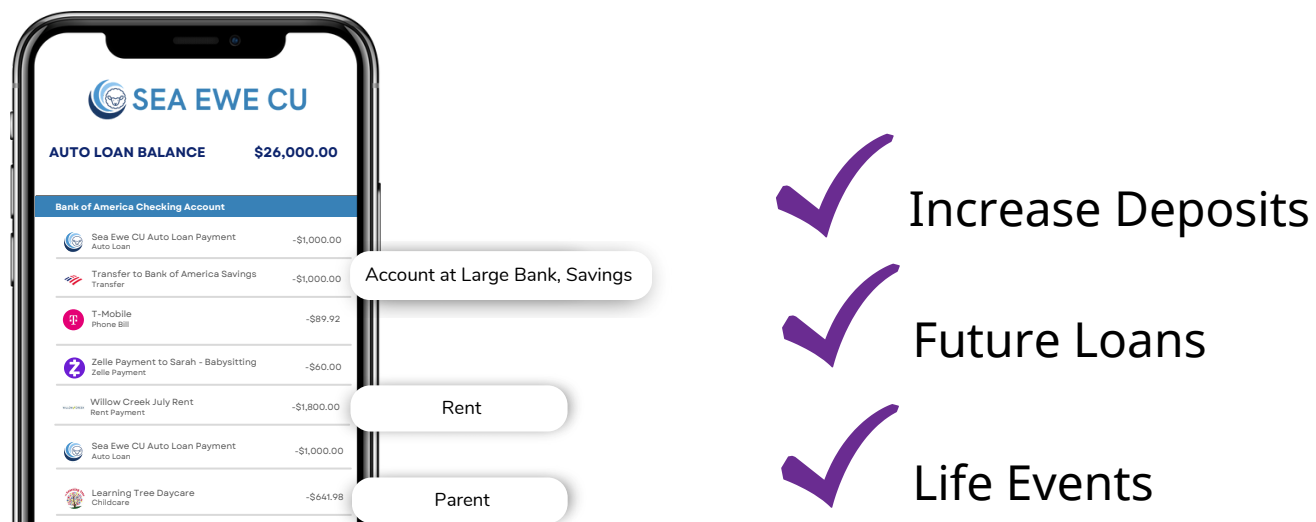 SEA EWE CU
AUTO LOAN BALANCE $26,000.00
Bank of America Checking Account
Sea Ewe CU Auto Loan Payment -$1,000.00
Auto Loan
Transfer to Bank of America Savings -$1,000.00
Transfer
Account at Large Bank, Savings
T-Mobile -$89.92
Phone Bill
Zelle Payment to Sarah - Babysitting -$60.00
Zelle Payment
Willow Creek July Rent -$1,800.00
Rent Payment
Rent
Sea Ewe CU Auto Loan Payment -$1,000.00
Auto Loan
Learning Tree Daycare -$641.98
Childcare
Parent
Increase Deposits
Future Loans
Life Events